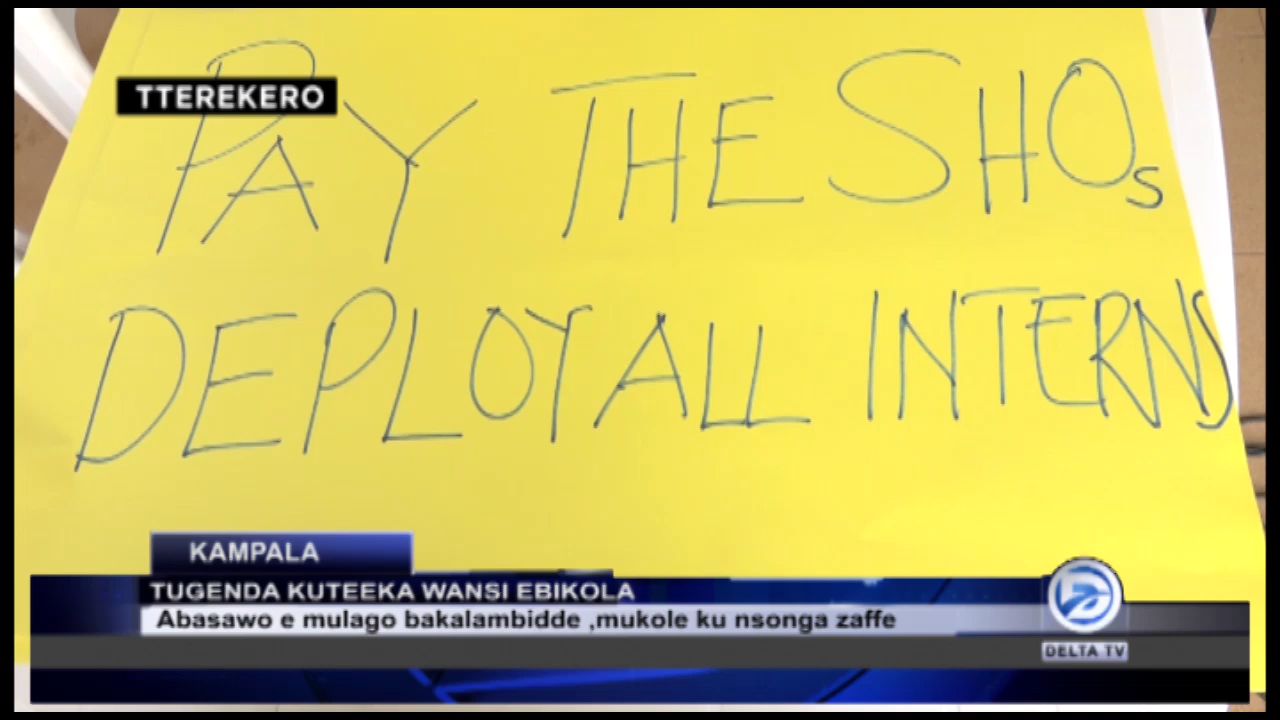 TTEREKERO
PAY THE SHOs
DEPLOY ALL INTERNS
KAMPALA
TUGENDA KUTEEKA WANSI EBIKOLA
Abasawo e mulago bakalambidde ,mukole ku nsonga zaffe
DELTA TV